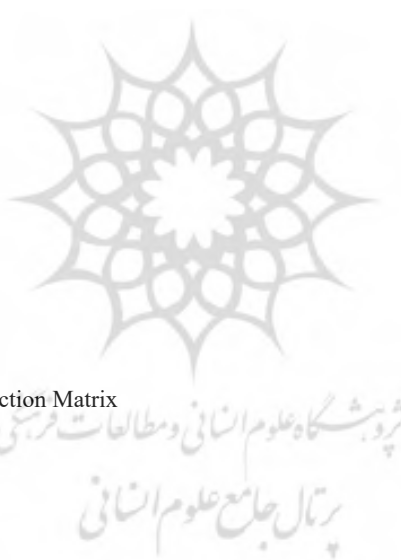 ction Matrix
پژوهشگاه علوم انسانی و مطالعات فرهنگی
پرتال جامع علوم انسانی